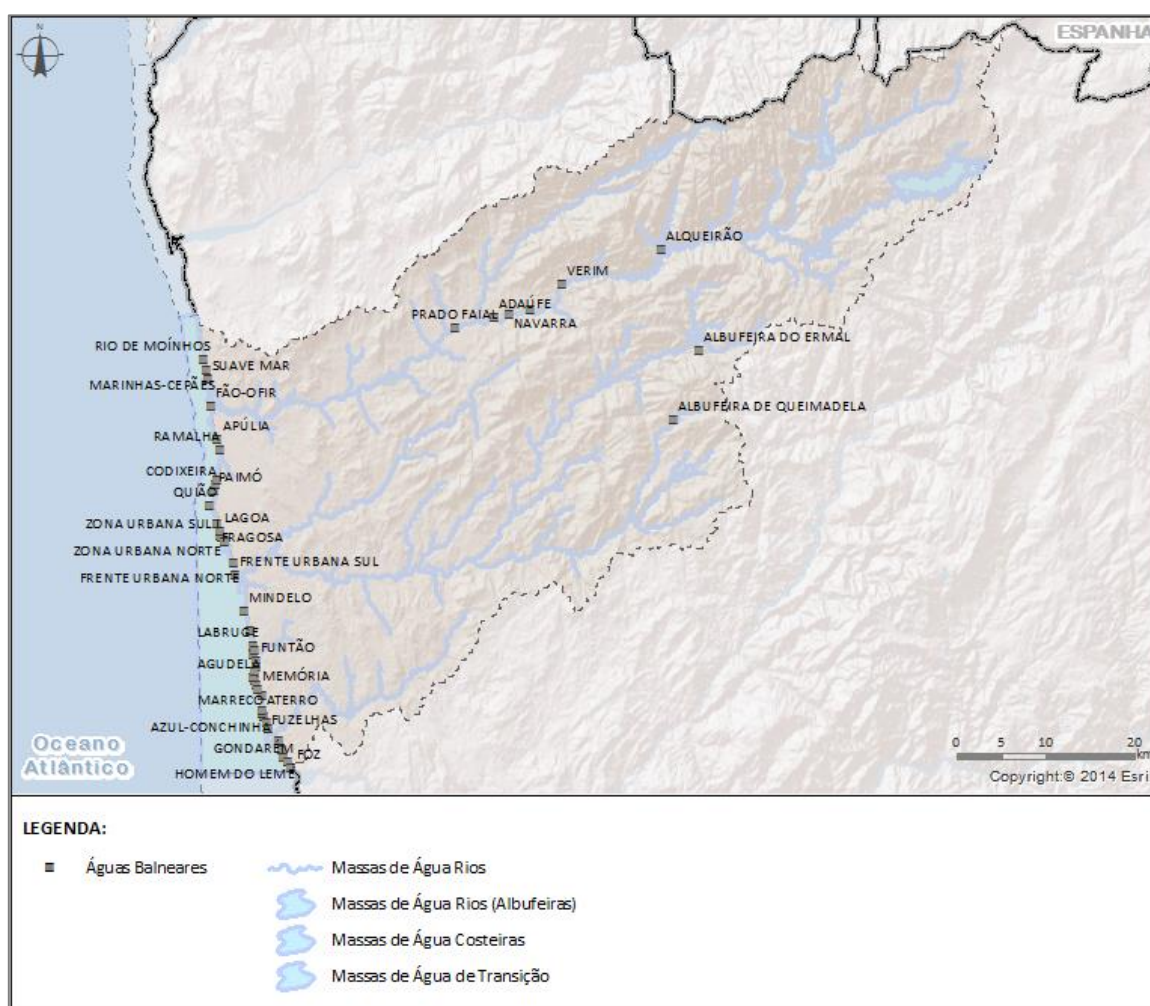 N
ESPANHA
ALQUEIRÃO
VERIM
ADAÚFE
PRADO FAIAL
NAVARRA
ALBUFEIRA DO ERMAL
RIO DE MOÍNHOS
SUAVE MAR
MARINHAS-CEPÃES
FÃO-OFIR
ALBUFEIRA DE QUEIMADELA
APÚLIA
RAMALHA
CODIXEIRA
PAIMÓ
QUIÃO
LAGOA
ZONA URBANA SUL
FRAGOSA
ZONA URBANA NORTE
FRENTE URBANA SUL
FRENTE URBANA NORTE
MINDELO
LABRUGE
FUNTÃO
AGUDELA
MEMÓRIA
MARRECO ATERRO
FUZELHAS
AZUL-CONCHINHA
GONDAREM
FOZ
HOMEM DO LEME
Oceano
Atlântico
0 5 10 20
km
Copyright:© 2014 Esri
LEGENDA:
Águas Balneares
Massas de Água Rios
Massas de Água Rios (Albufeiras)
Massas de Água Costeiras
Massas de Água de Transição